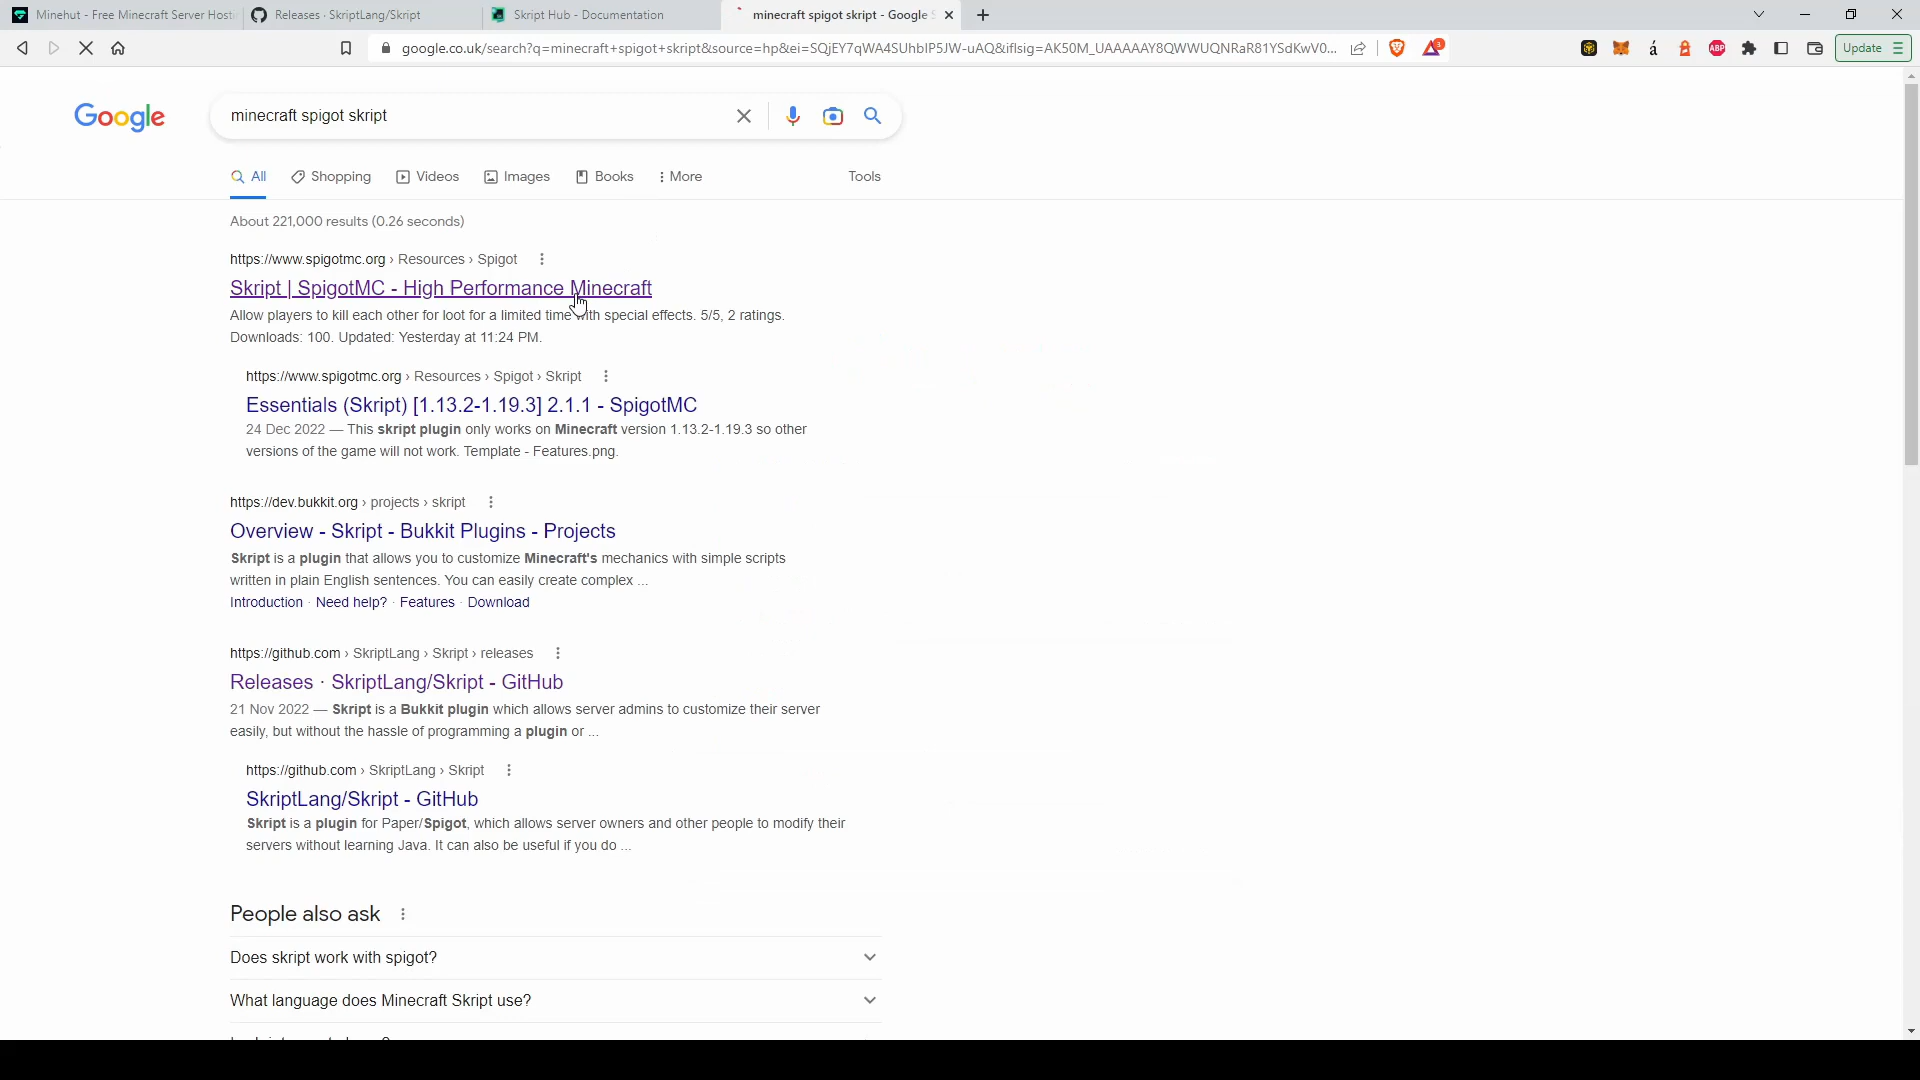 Minehut - Free Minecraft Server Host
Releases · SkriptLang/Skript
Skript Hub - Documentation
minecraft spigot skript - Google S
google.co.uk/search?q=minecraft+spigot+skript&source=hp&ei=SQjEY7qWA4SUhbIP5JW-uAQ&iflsig=AK50M_UAAAAAY8QWWUQNRaR81YSdKwV0...
3
á
ABP
Update
Google
minecraft spigot skript
All
Shopping
Videos
Images
Books
More
Tools
About 221,000 results (0.26 seconds)
https://www.spigotmc.org › Resources › Spigot
Skript | SpigotMC - High Performance Minecraft
Allow players to kill each other for loot for a limited time with special effects. 5/5, 2 ratings.
Downloads: 100. Updated: Yesterday at 11:24 PM.
https://www.spigotmc.org › Resources › Spigot › Skript
Essentials (Skript) [1.13.2-1.19.3] 2.1.1 - SpigotMC
24 Dec 2022 — This skript plugin only works on Minecraft version 1.13.2-1.19.3 so other
versions of the game will not work. Template - Features.png.
https://dev.bukkit.org › projects › skript
Overview - Skript - Bukkit Plugins - Projects
Skript is a plugin that allows you to customize Minecraft's mechanics with simple scripts
written in plain English sentences. You can easily create complex ...
Introduction · Need help? · Features · Download
https://github.com › SkriptLang › Skript › releases
Releases · SkriptLang/Skript - GitHub
21 Nov 2022 — Skript is a Bukkit plugin which allows server admins to customize their server
easily, but without the hassle of programming a plugin or ...
https://github.com › SkriptLang › Skript
SkriptLang/Skript - GitHub
Skript is a plugin for Paper/Spigot, which allows server owners and other people to modify their
servers without learning Java. It can also be useful if you do ...
People also ask
Does skript work with spigot?
What language does Minecraft Skript use?